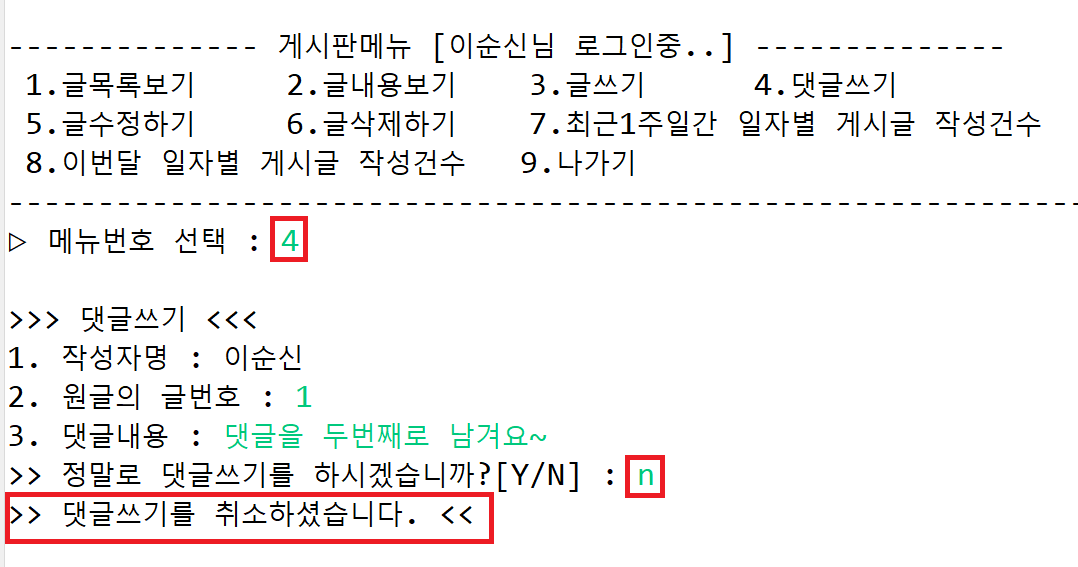 -------------- 게시판메뉴 [이순신님 로그인중..] --------------
1.글목록보기 2.글내용보기 3.글쓰기 4.댓글쓰기
5.글수정하기 6.글삭제하기 7.최근1주일간 일자별 게시글 작성건수
8.이번달 일자별 게시글 작성건수 9.나가기
------------------------------------------------------------
▷ 메뉴번호 선택 : 4
>>> 댓글쓰기 <<<
1. 작성자명 : 이순신
2. 원글의 글번호 : 1
3. 댓글내용 : 댓글을 두번째로 남겨요~
>> 정말로 댓글쓰기를 하시겠습니까?[Y/N] : n
>> 댓글쓰기를 취소하셨습니다. <<